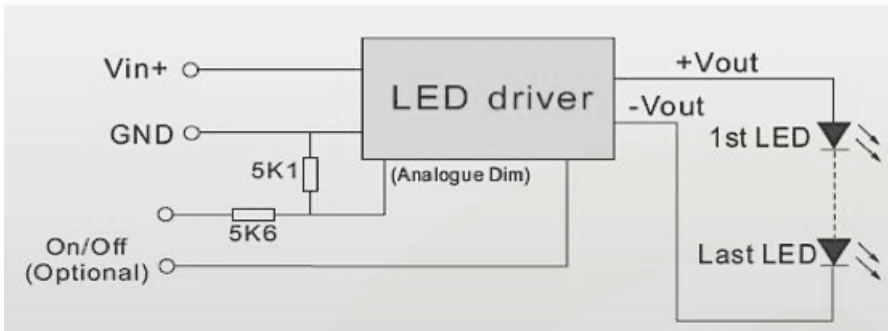 Vin+
GND
5K1
5K6
On/Off
(Optional)
LED driver
(Analogue Dim)
+Vout
-Vout
1st LED
Last LED